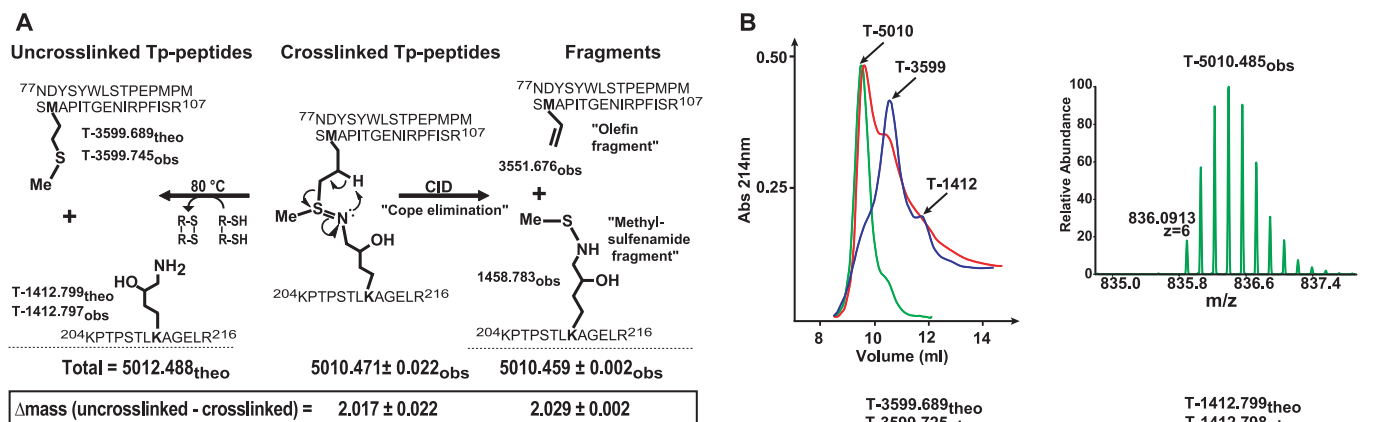 A
Uncrosslinked Tp-peptides
77NDYSYWLSTPEPMPM
SMAPITGENIRPFISR107
T-3599.689theo
T-3599.745obs
S
Me
+
80 °C
R-S
R-S
R-SH
R-SH
HO
NH2
T-1412.799theo
T-1412.797obs
204KPTPSTLKAGELR216
Total = 5012.488theo
Crosslinked Tp-peptides
77NDYSYWLSTPEPMPM
SMAPITGENIRPFISR107
H
Me
S=N:
OH
204KPTPSTLKAGELR216
5010.471± 0.022obs
CID
"Cope elimination"
Fragments
77NDYSYWLSTPEPMPM
SMAPITGENIRPFISR107
"Olefin
fragment"
3551.676obs
+
Me
S
NH
OH
"Methyl-
sulfenamide
fragment"
1458.783obs
204KPTPSTLKAGELR216
5010.459 ± 0.002obs
Δmass (uncrosslinked - crosslinked) = 2.017 ± 0.022 2.029 ± 0.002
B
Abs 214nm
0.50
0.25
T-5010
T-3599
T-1412
8 10 12 14
Volume (ml)
T-5010.485obs
Relative Abundance
100
80
60
40
20
0
836.0913
z=6
835.0 835.8 836.6 837.4
m/z
T-3599.689theo
T-1412.799theo